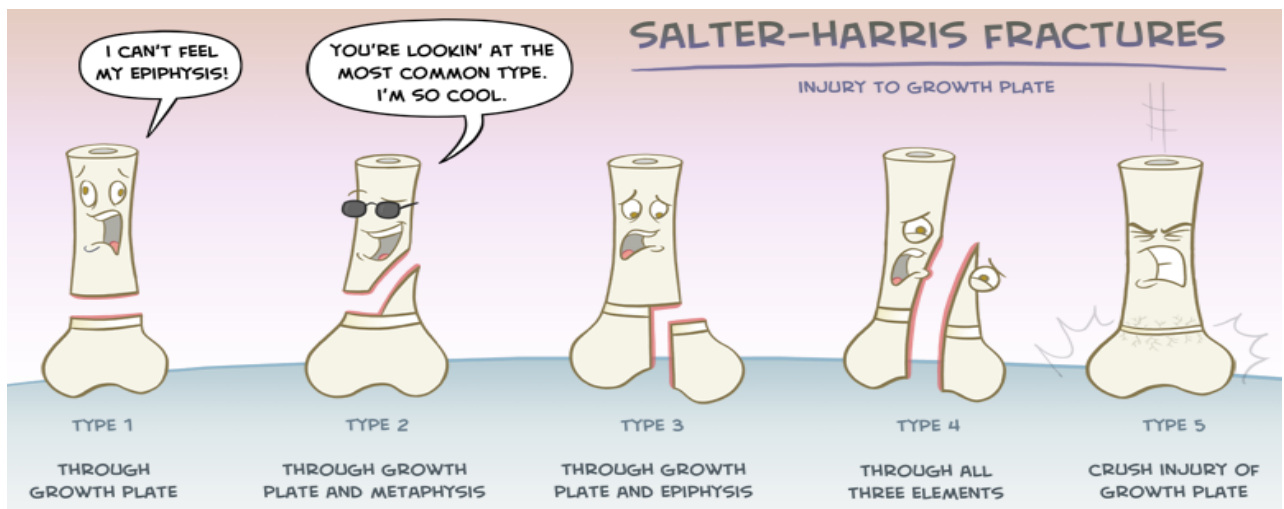 I CAN'T FEEL
MY EPIPHYSIS!
YOU'RE LOOKIN' AT THE
MOST COMMON TYPE.
I'M SO COOL.
SALTER-HARRIS FRACTURES
INJURY TO GROWTH PLATE
TYPE 1
THROUGH
GROWTH PLATE
TYPE 2
THROUGH GROWTH
PLATE AND METAPHYSIS
TYPE 3
THROUGH GROWTH
PLATE AND EPIPHYSIS
TYPE 4
THROUGH ALL
THREE ELEMENTS
TYPE 5
CRUSH INJURY OF
GROWTH PLATE